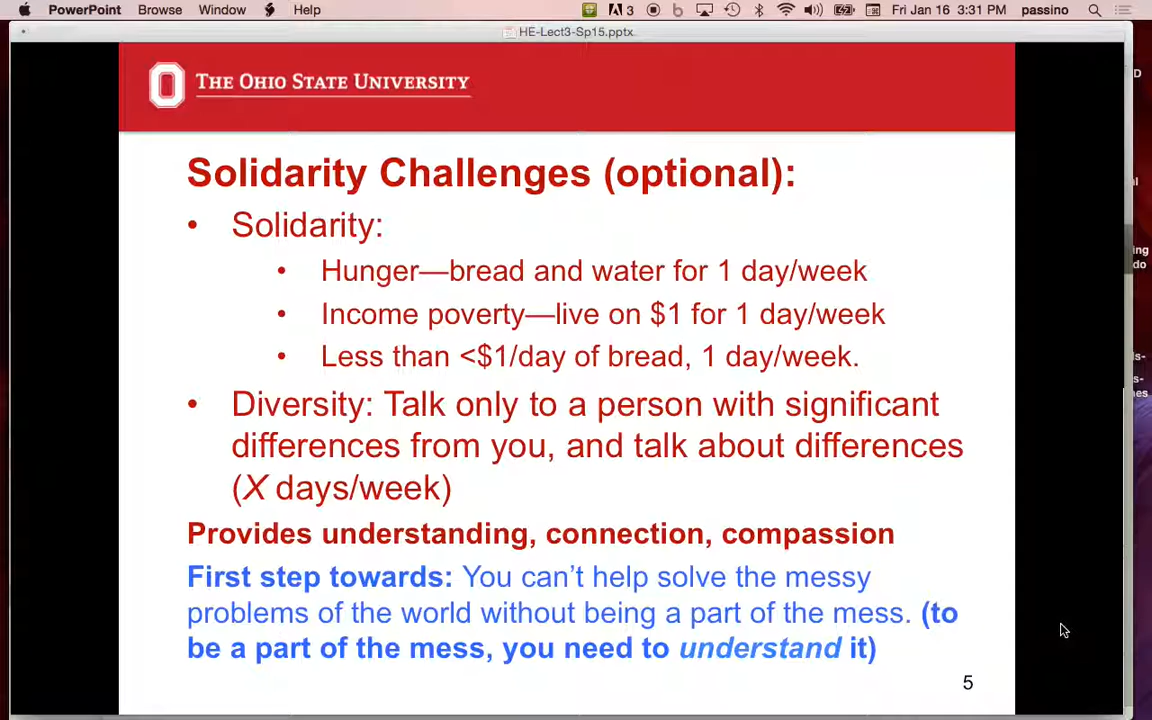 PowerPoint Browse Window Help 3 Fri Jan 16 3:31 PM passino
HE-Lect3-Sp15.pptx
THE OHIO STATE UNIVERSITY
Solidarity Challenges (optional):
• Solidarity:
• Hunger—bread and water for 1 day/week
• Income poverty—live on $1 for 1 day/week
• Less than <$1/day of bread, 1 day/week.
• Diversity: Talk only to a person with significant
differences from you, and talk about differences
(X days/week)
Provides understanding, connection, compassion
First step towards: You can't help solve the messy
problems of the world without being a part of the mess. (to
be a part of the mess, you need to understand it)
5